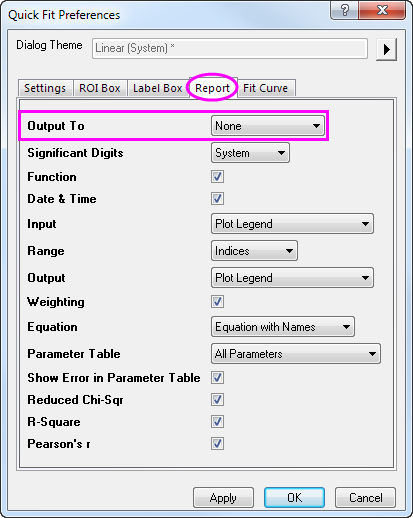 Quick Fit Preferences
Dialog Theme Linear (System) *
Settings ROI Box Label Box Report Fit Curve
Output To None
Significant Digits System
Function
Date & Time
Input Plot Legend
Range Indices
Output Plot Legend
Weighting
Equation Equation with Names
Parameter Table All Parameters
Show Error in Parameter Table
Reduced Chi-Sqr
R-Square
Pearson's r
Apply OK Cancel